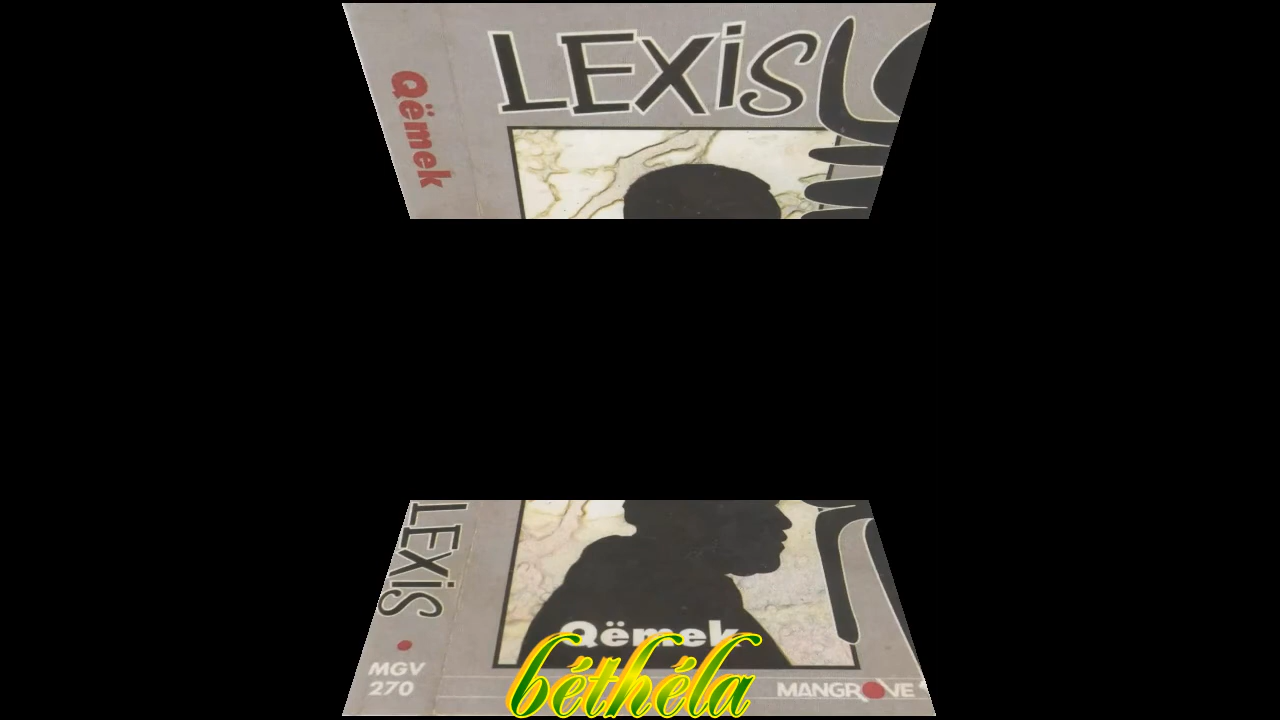 LEXIS
Qëmek
LEXIS
MGV
270
Qëmek
béthéla
MANGROVE